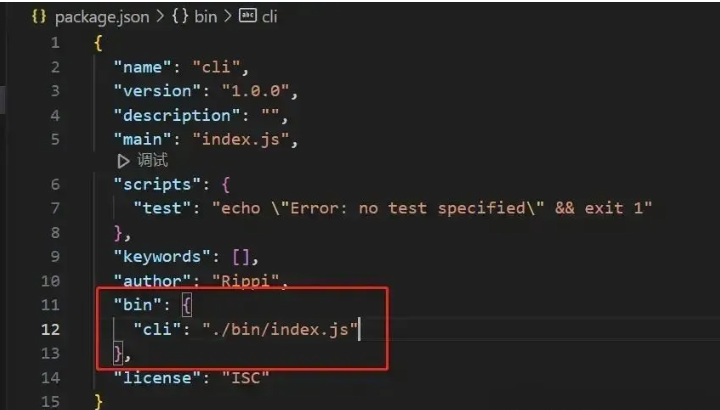 {} package.json > {} bin > abc cli
1 {
2 "name": "cli",
3 "version": "1.0.0",
4 "description": "",
5 "main": "index.js",
▷ 调试
6 "scripts": {
7 "test": "echo \"Error: no test specified\" && exit 1"
8 },
9 "keywords": [],
10 "author": "Rippi",
11 "bin": {
12 "cli": "./bin/index.js"
13 },
14 "license": "ISC"
15 }